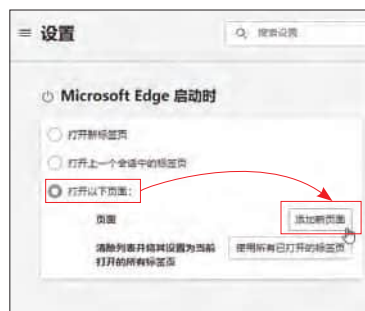 设置
搜索设置
Microsoft Edge 启动时
打开新标签页
打开上一个会话中的标签页
打开以下页面：
页面
添加新页面
清除列表并将其设置为当前
打开的所有标签页
使用所有已打开的标签页